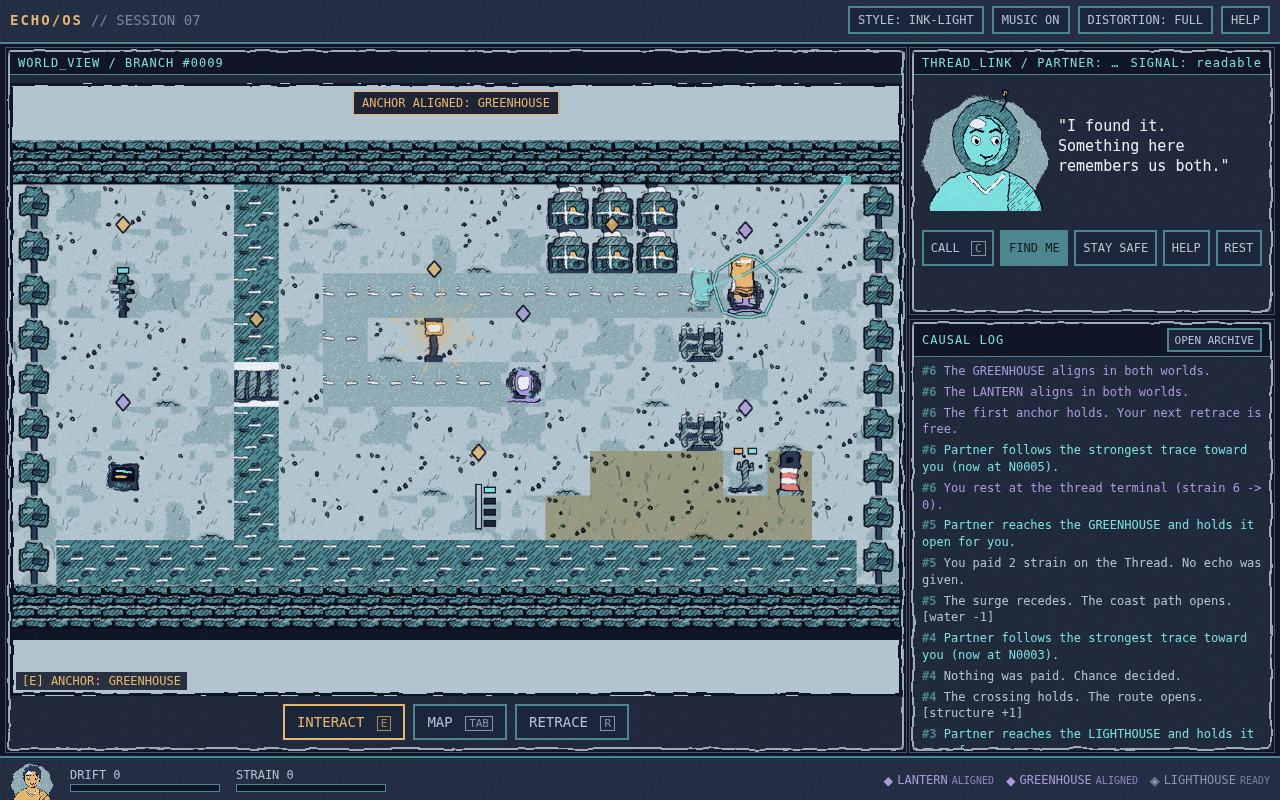 ECHO/OS // SESSION 07
STYLE: INK-LIGHT
MUSIC ON
DISTORTION: FULL
HELP
WORLD_VIEW / BRANCH #0009
ANCHOR ALIGNED: GREENHOUSE
[E] ANCHOR: GREENHOUSE
INTERACT E
MAP TAB
RETRACE R
THREAD_LINK / PARTNER: … SIGNAL: readable
"I found it.
Something here
remembers us both."
CALL C
FIND ME
STAY SAFE
HELP
REST
CAUSAL LOG
OPEN ARCHIVE
#6 The GREENHOUSE aligns in both worlds.
#6 The LANTERN aligns in both worlds.
#6 The first anchor holds. Your next retrace is
free.
#6 Partner follows the strongest trace toward
you (now at N0005).
#6 You rest at the thread terminal (strain 6 ->
0).
#5 Partner reaches the GREENHOUSE and holds it
open for you.
#5 You paid 2 strain on the Thread. No echo was
given.
#5 The surge recedes. The coast path opens.
[water -1]
#4 Partner follows the strongest trace toward
you (now at N0003).
#4 Nothing was paid. Chance decided.
#4 The crossing holds. The route opens.
[structure +1]
#3 Partner reaches the LIGHTHOUSE and holds it
DRIFT 0
STRAIN 0
LANTERN ALIGNED
GREENHOUSE ALIGNED
LIGHTHOUSE READY